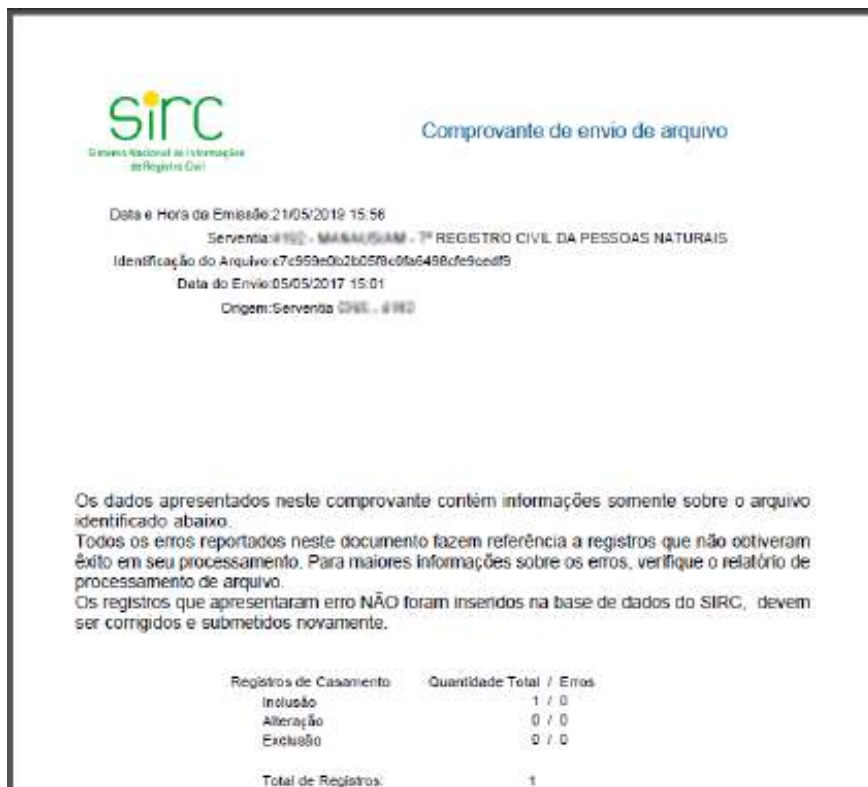 sirc
Sistema Nacional de Informações
de Registro Civil
Comprovante de envio de arquivo
Data e Hora da Emissão:21/05/2019 15:56
Serventia: - 7º REGISTRO CIVIL DA PESSOAS NATURAIS
Identificação do Arquivo:c7c959e0b2b05f8c0fa6498cfe9cedf9
Data do Envio:05/05/2017 15:01
Origem:Serventia
Os dados apresentados neste comprovante contém informações somente sobre o arquivo
identificado abaixo.
Todos os erros reportados neste documento fazem referência a registros que não obtiveram
êxito em seu processamento. Para maiores informações sobre os erros, verifique o relatório de
processamento de arquivo.
Os registros que apresentaram erro NÃO foram inseridos na base de dados do SIRC, devem
ser corrigidos e submetidos novamente.
Registros de Casamento Quantidade Total / Erros
Inclusão 1 / 0
Alteração 0 / 0
Exclusão 0 / 0
Total de Registros: 1